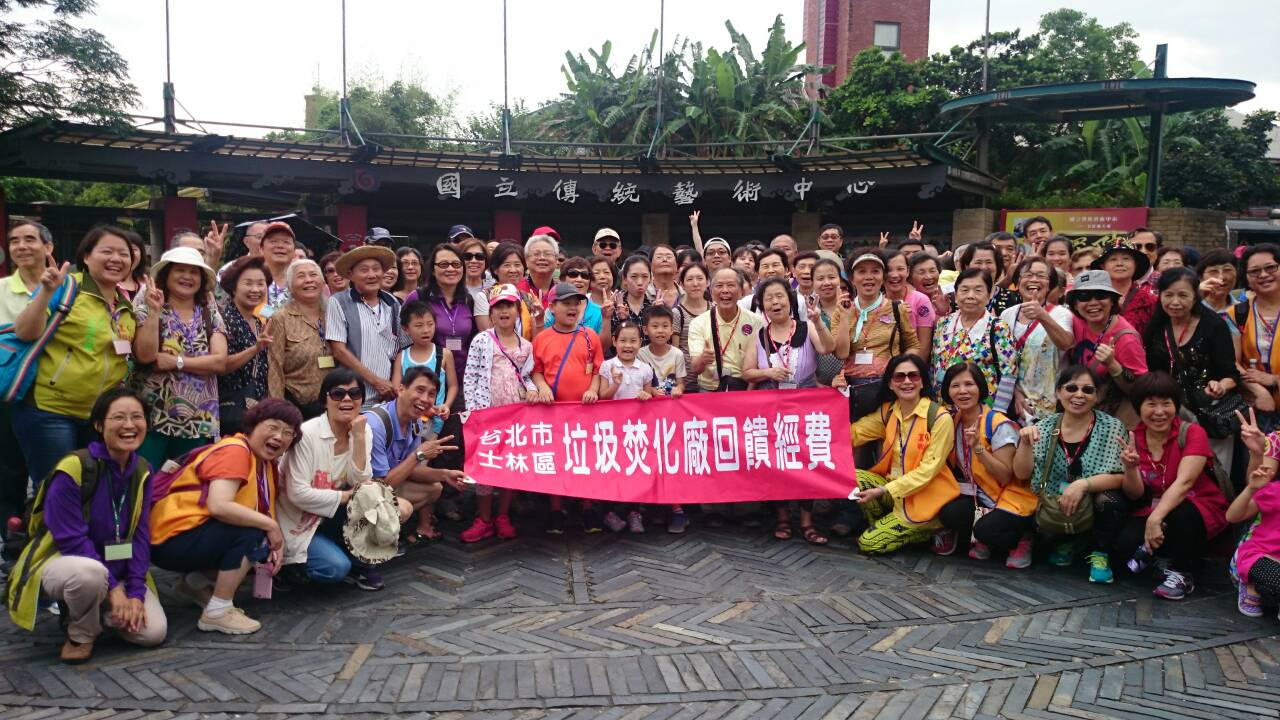 國立傳統藝術中心
台北市
士林區
垃圾焚化廠回饋經費